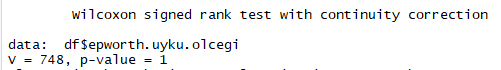 Wilcoxon signed rank test with continuity correction
data:  df$epworth.uyku.olcegi
V = 748, p-value = 1